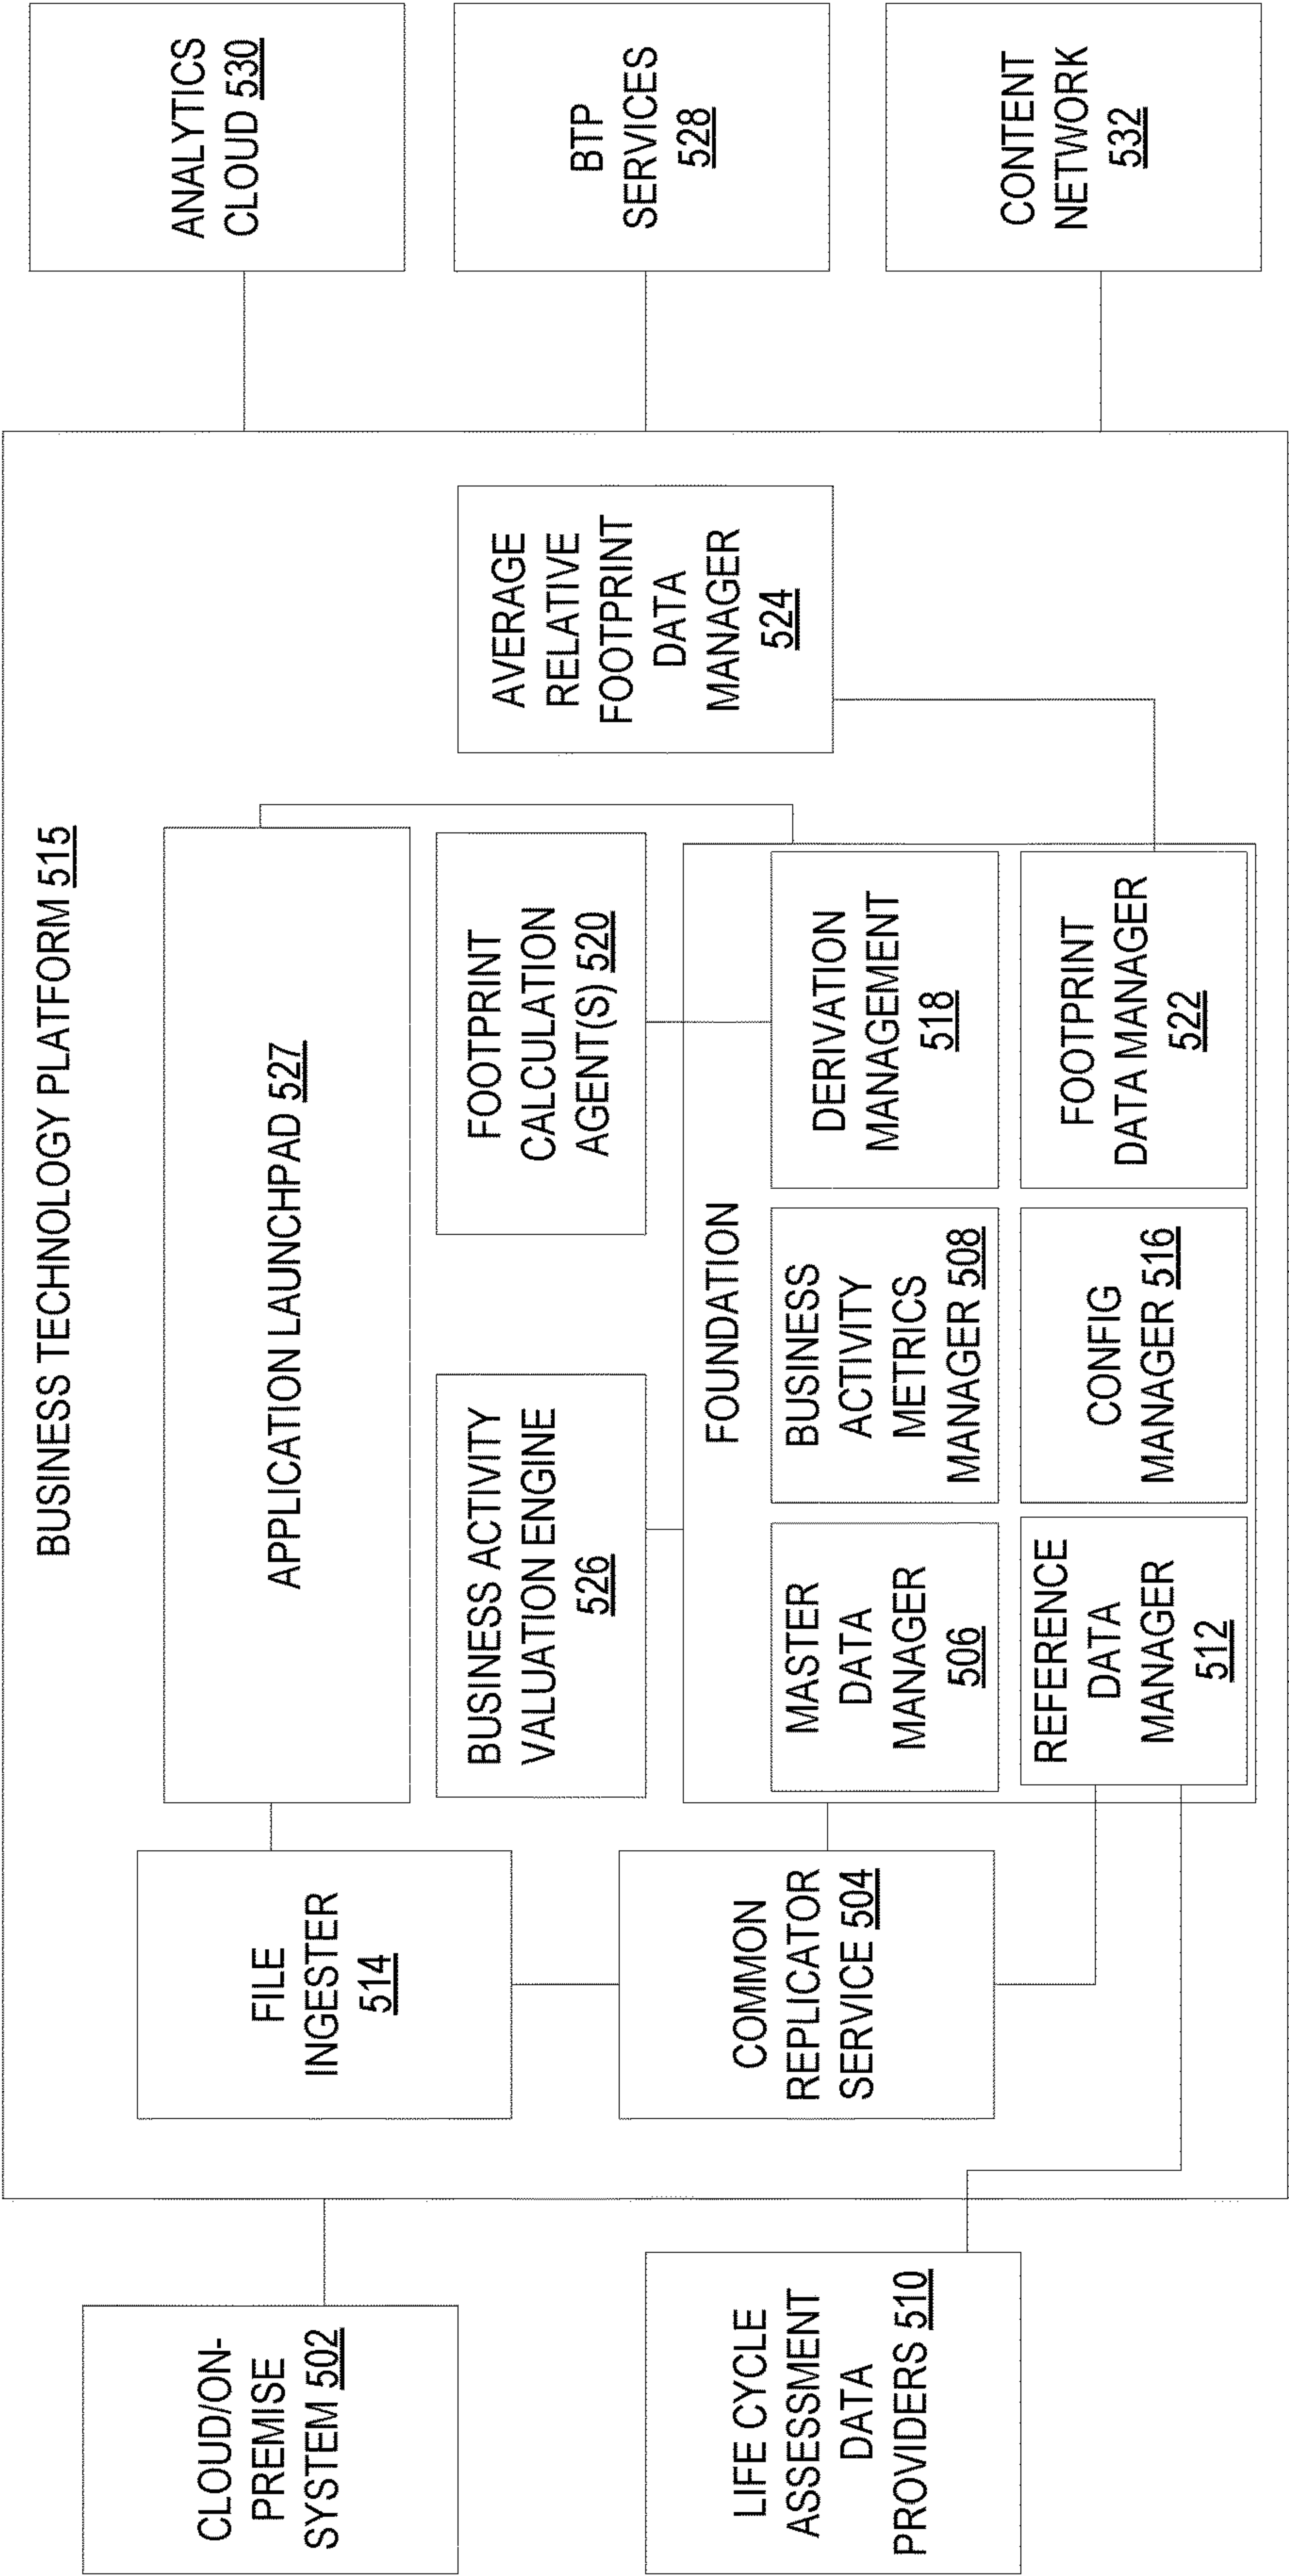 BUSINESS TECHNOLOGY PLATFORM 515
CLOUD/ON-
PREMISE
SYSTEM 502
LIFE CYCLE
ASSESSMENT
DATA
PROVIDERS 510
FILE
INGESTER
514
COMMON
REPLICATOR
SERVICE 504
APPLICATION LAUNCHPAD 527
BUSINESS ACTIVITY
VALUATION ENGINE
526
FOOTPRINT
CALCULATION
AGENT(S) 520
FOUNDATION
MASTER
DATA
MANAGER
506
BUSINESS
ACTIVITY
METRICS
MANAGER 508
DERIVATION
MANAGEMENT
518
REFERENCE
DATA
MANAGER
512
CONFIG
MANAGER 516
FOOTPRINT
DATA MANAGER
522
AVERAGE
RELATIVE
FOOTPRINT
DATA
MANAGER
524
ANALYTICS
CLOUD 530
BTP
SERVICES
528
CONTENT
NETWORK
532